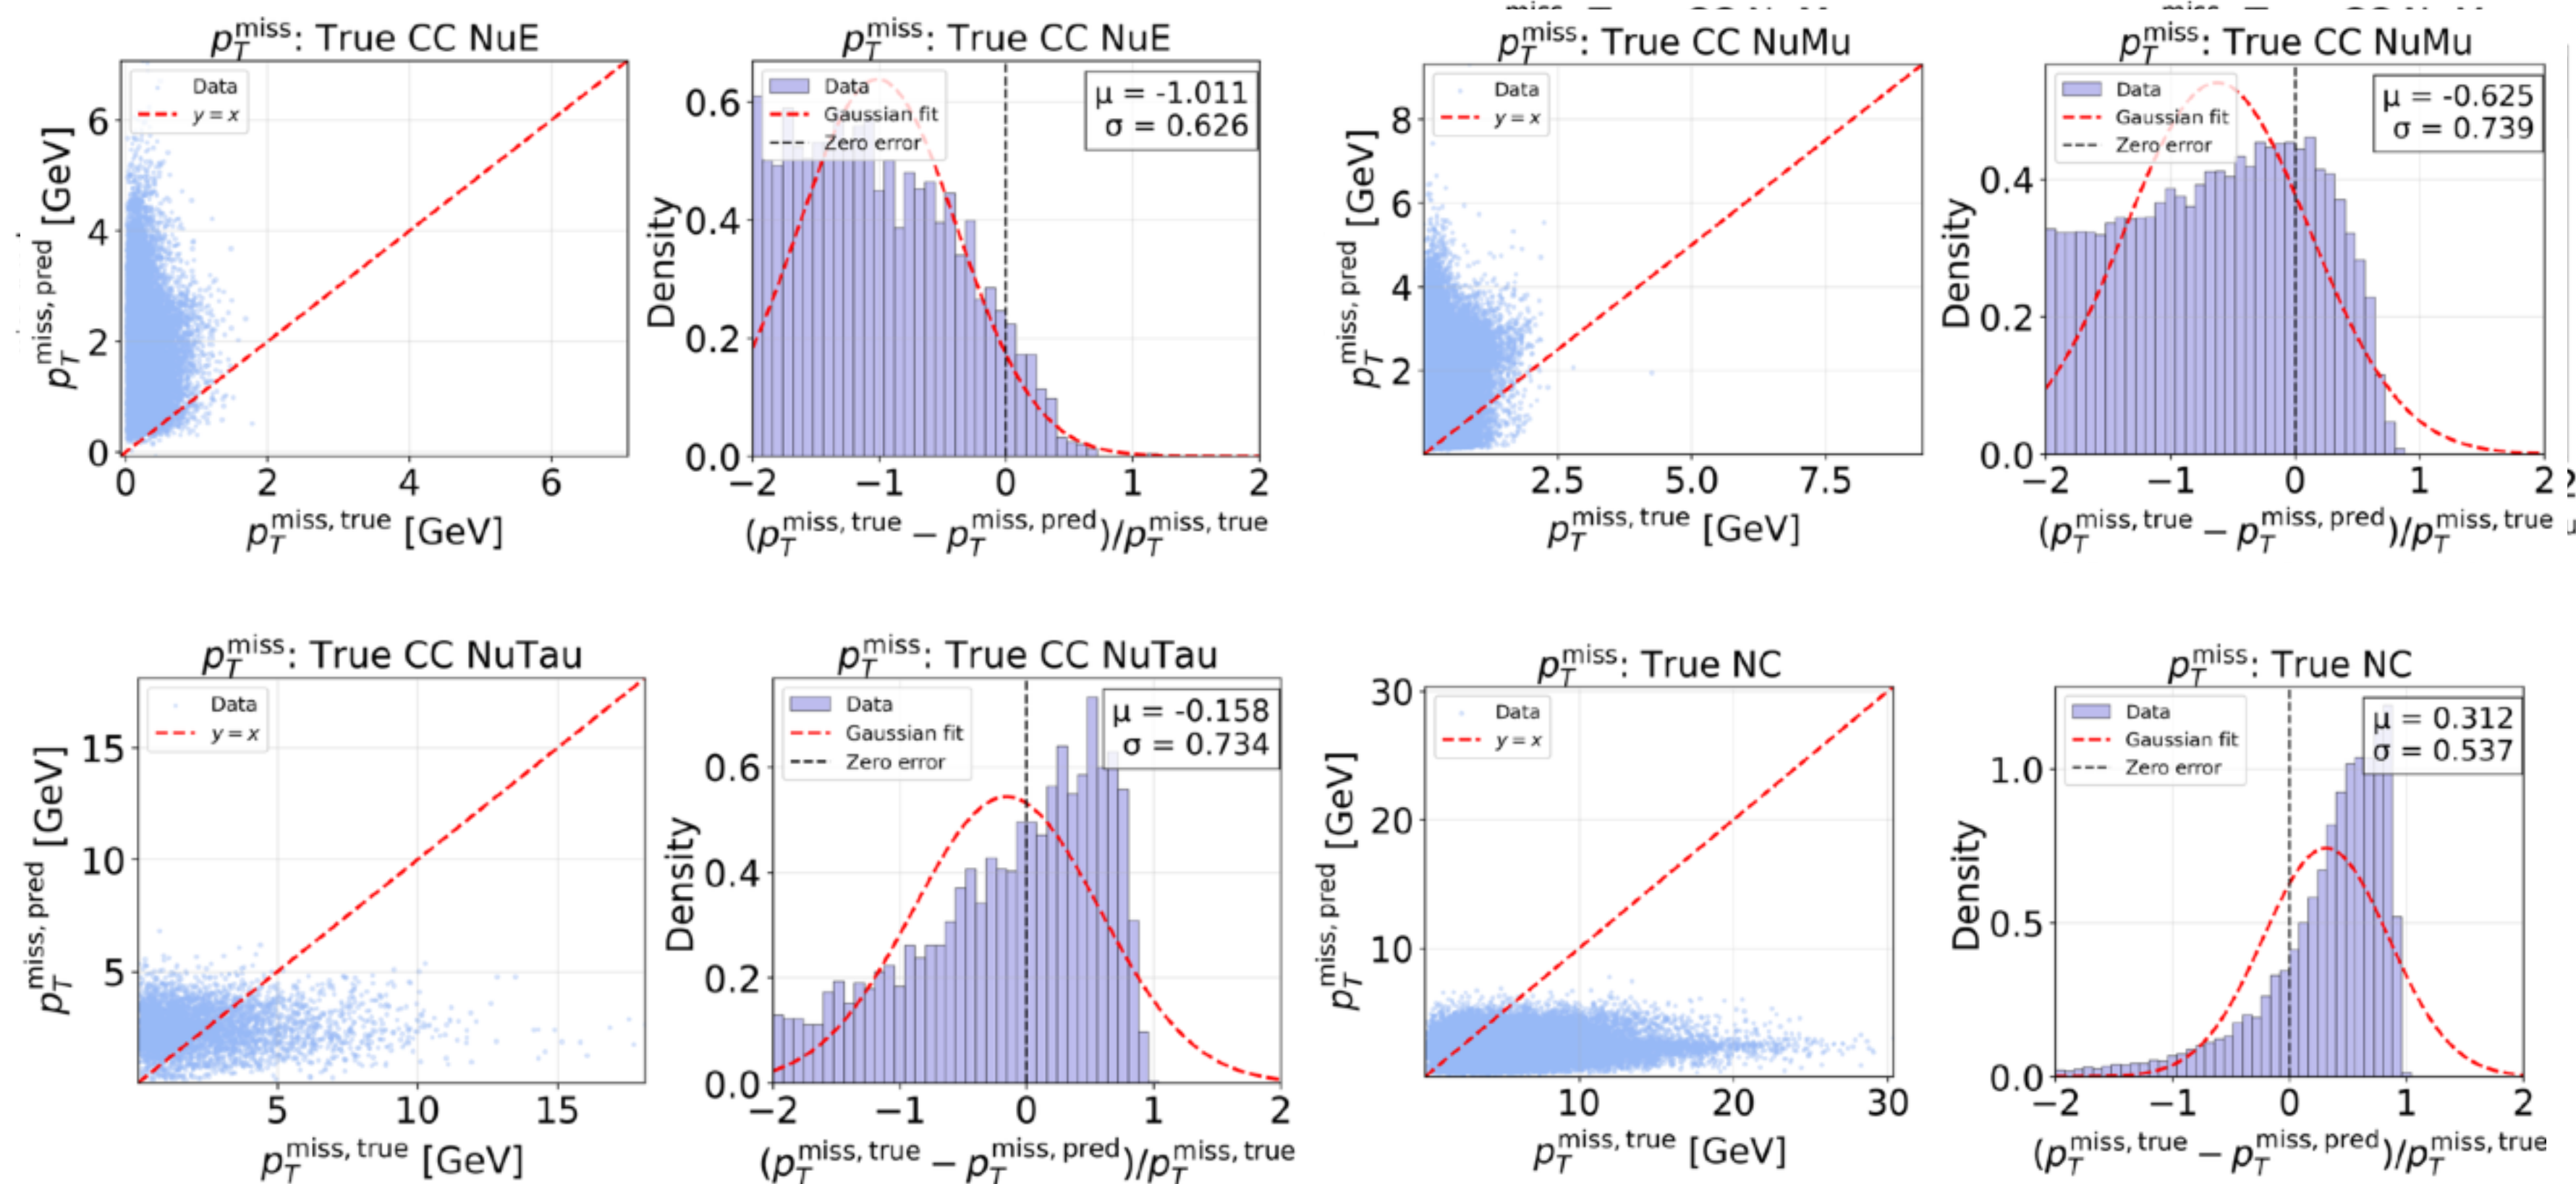 p_T^miss: True CC NuE
Data
y = x
p_T^miss, pred [GeV]
6
4
2
0
0 2 4 6
p_T^miss, true [GeV]
p_T^miss: True CC NuE
Data
Gaussian fit
Zero error
μ = -1.011
σ = 0.626
Density
0.6
0.4
0.2
0.0
−2 −1 0 1 2
(p_T^miss, true − p_T^miss, pred)/p_T^miss, true
p_T^miss: True CC NuMu
Data
y = x
p_T^miss, pred [GeV]
8
6
4
2
2.5 5.0 7.5
p_T^miss, true [GeV]
p_T^miss: True CC NuMu
Data
Gaussian fit
Zero error
μ = -0.625
σ = 0.739
Density
0.4
0.2
0.0
−2 −1 0 1 2
(p_T^miss, true − p_T^miss, pred)/p_T^miss, true
p_T^miss: True CC NuTau
Data
y = x
p_T^miss, pred [GeV]
15
10
5
5 10 15
p_T^miss, true [GeV]
p_T^miss: True CC NuTau
Data
Gaussian fit
Zero error
μ = -0.158
σ = 0.734
Density
0.6
0.4
0.2
0.0
−2 −1 0 1 2
(p_T^miss, true − p_T^miss, pred)/p_T^miss, true
p_T^miss: True NC
Data
y = x
p_T^miss, pred [GeV]
30
20
10
10 20 30
p_T^miss, true [GeV]
p_T^miss: True NC
Data
Gaussian fit
Zero error
μ = 0.312
σ = 0.537
Density
1.0
0.5
0.0
−2 −1 0 1 2
(p_T^miss, true − p_T^miss, pred)/p_T^miss, true